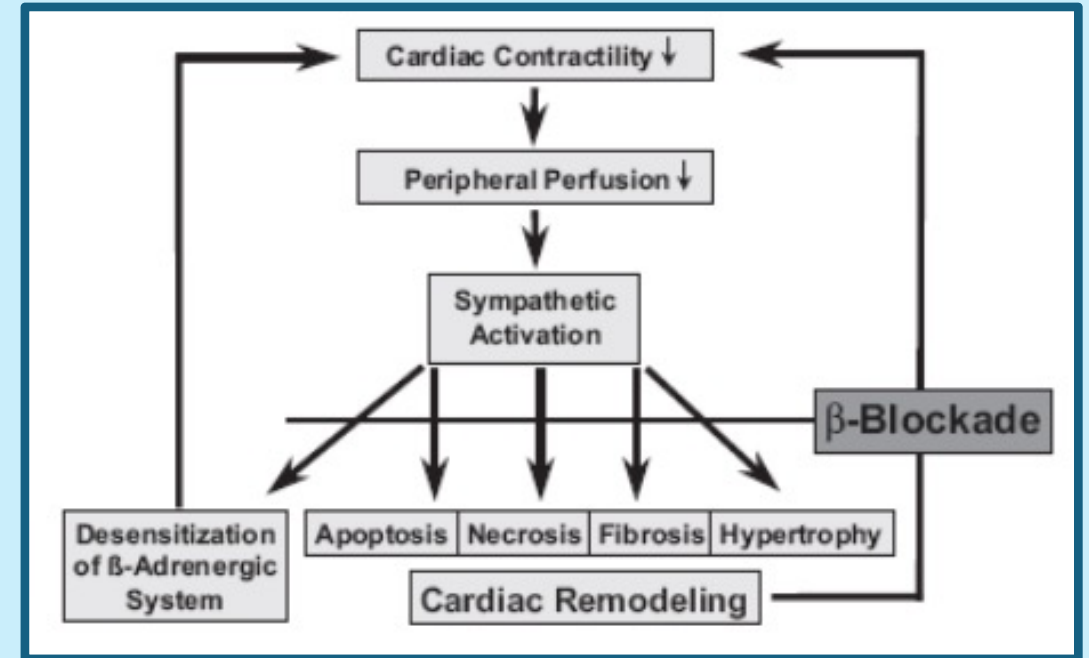 Cardiac Contractility ↓
Peripheral Perfusion ↓
Sympathetic
Activation
β-Blockade
Desensitization
of ß-Adrenergic
System
Apoptosis Necrosis Fibrosis Hypertrophy
Cardiac Remodeling